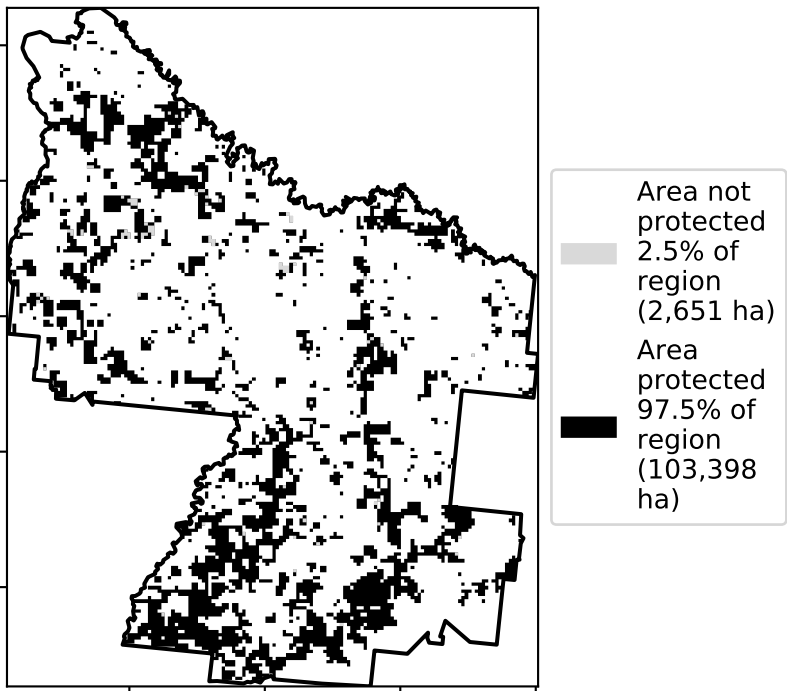 Area not
protected
2.5% of
region
(2,651 ha)
Area
protected
97.5% of
region
(103,398
ha)